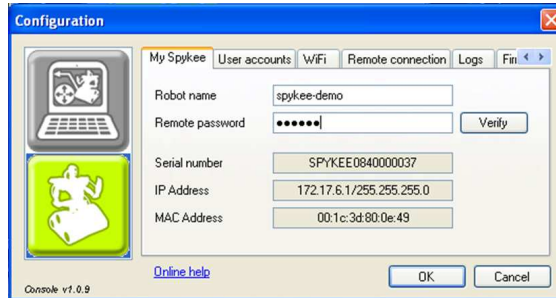 Configuration
My Spykee User accounts WiFi Remote connection Logs
Robot name spykee-demo
Remote password ●●●●●● Verify
Serial number SPYKEE0840000037
IP Address 172.17.6.1/255.255.255.0
MAC Address 00:1c:3d:80:0e:49
Online help OK Cancel
Console v1.0.9